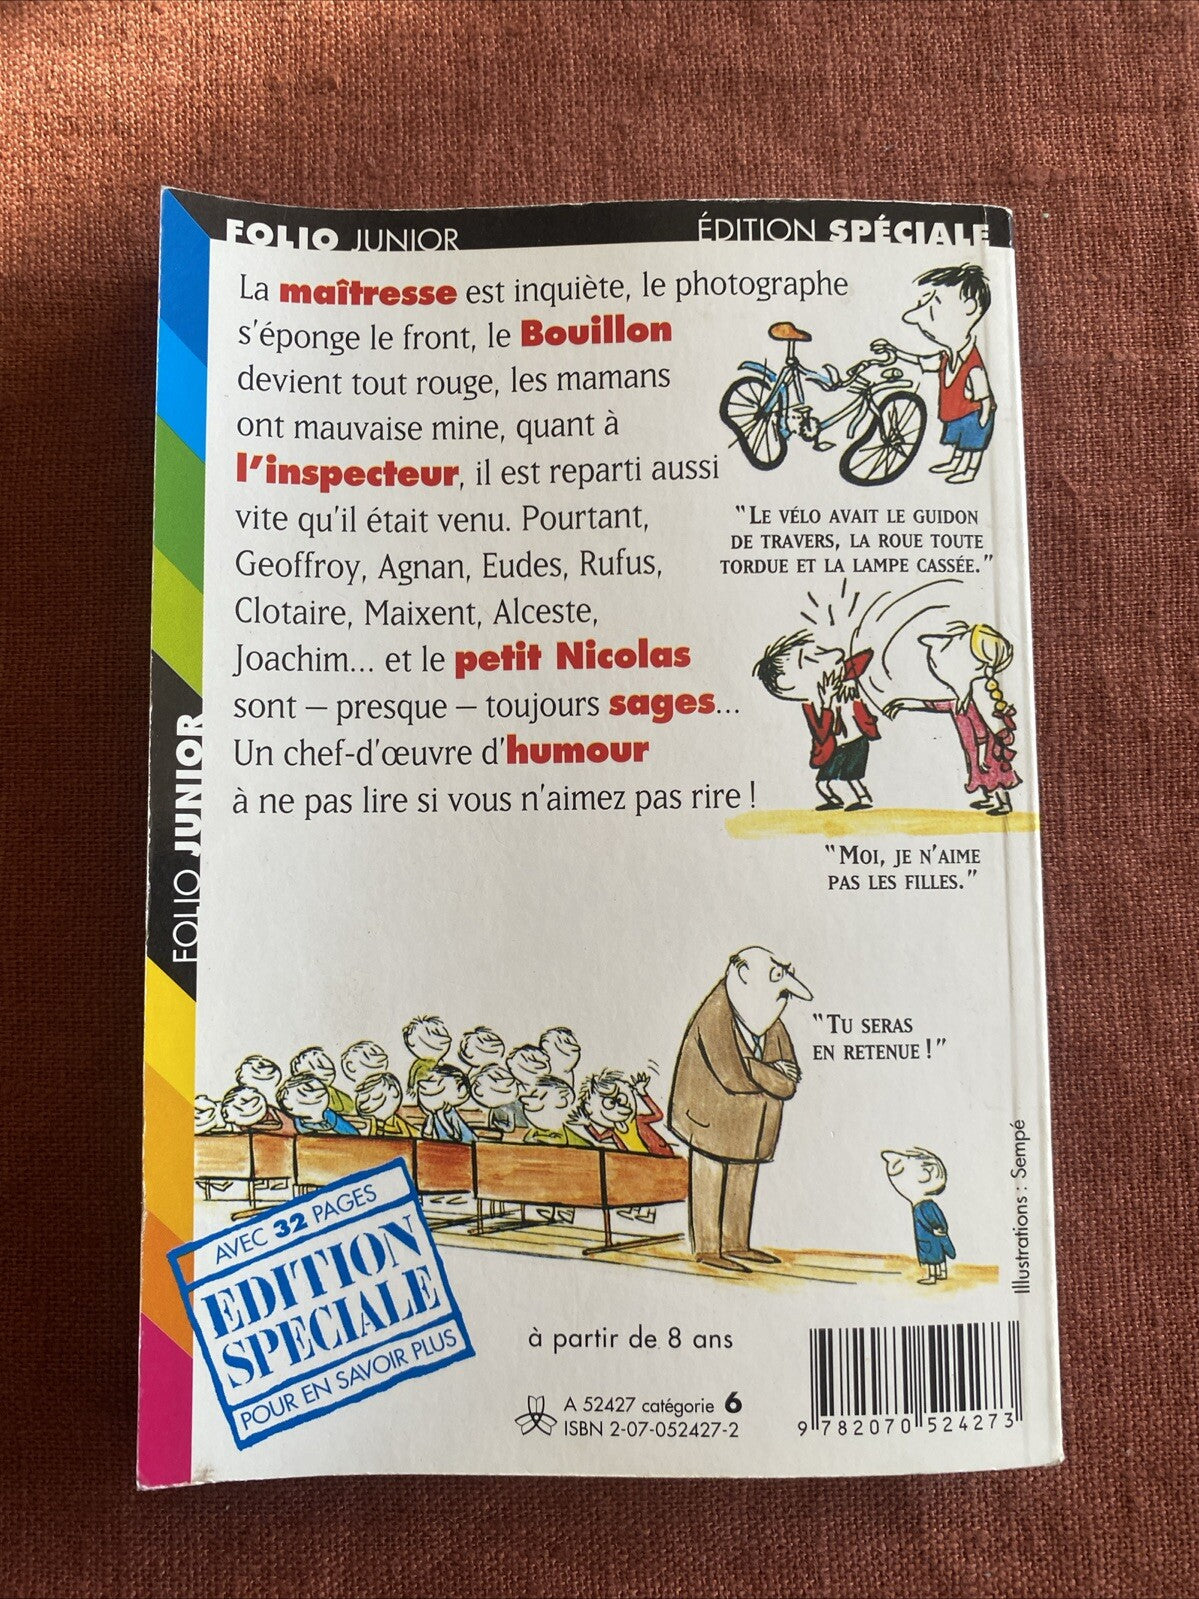 FOLIO JUNIOR
ÉDITION SPÉCIALE
La maîtresse est inquiète, le photographe
s'éponge le front, le Bouillon
devient tout rouge, les mamans
ont mauvaise mine, quant à
l'inspecteur, il est reparti aussi
vite qu'il était venu. Pourtant,
Geoffroy, Agnan, Eudes, Rufus,
Clotaire, Maixent, Alceste,
Joachim... et le petit Nicolas
sont – presque – toujours sages...
Un chef-d'œuvre d'humour
à ne pas lire si vous n'aimez pas rire !
"LE VÉLO AVAIT LE GUIDON
DE TRAVERS, LA ROUE TOUTE
TORDUE ET LA LAMPE CASSÉE."
"MOI, JE N'AIME
PAS LES FILLES."
"TU SERAS
EN RETENUE !"
FOLIO JUNIOR
Illustrations : Sempé
AVEC 32 PAGES
EDITION
SPECIALE
POUR EN SAVOIR PLUS
à partir de 8 ans
A 52427 catégorie 6
ISBN 2-07-052427-2
9 782070 524273